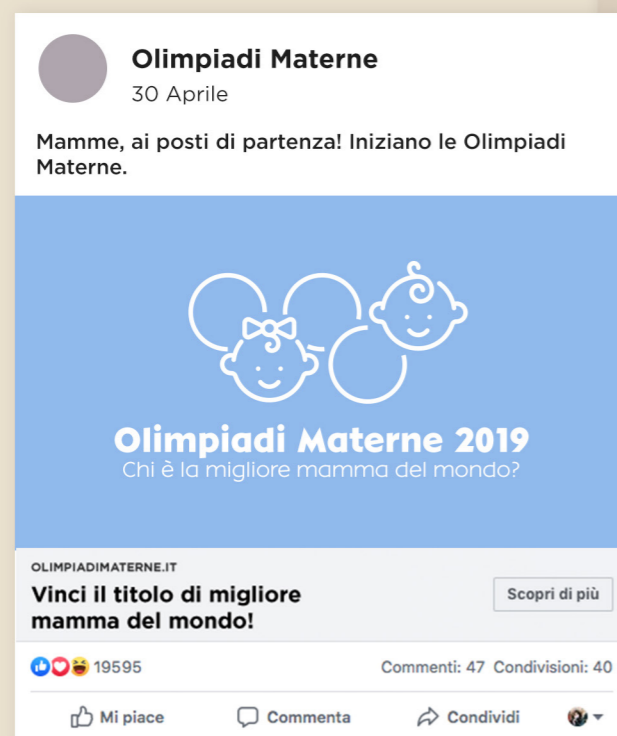 Olimpiadi Materne
30 Aprile
Mamme, ai posti di partenza! Iniziano le Olimpiadi
Materne.
Olimpiadi Materne 2019
Chi è la migliore mamma del mondo?
OLIMPIADIMATERNE.IT
Vinci il titolo di migliore
mamma del mondo!
Scopri di più
19595
Commenti: 47 Condivisioni: 40
Mi piace
Commenta
Condividi